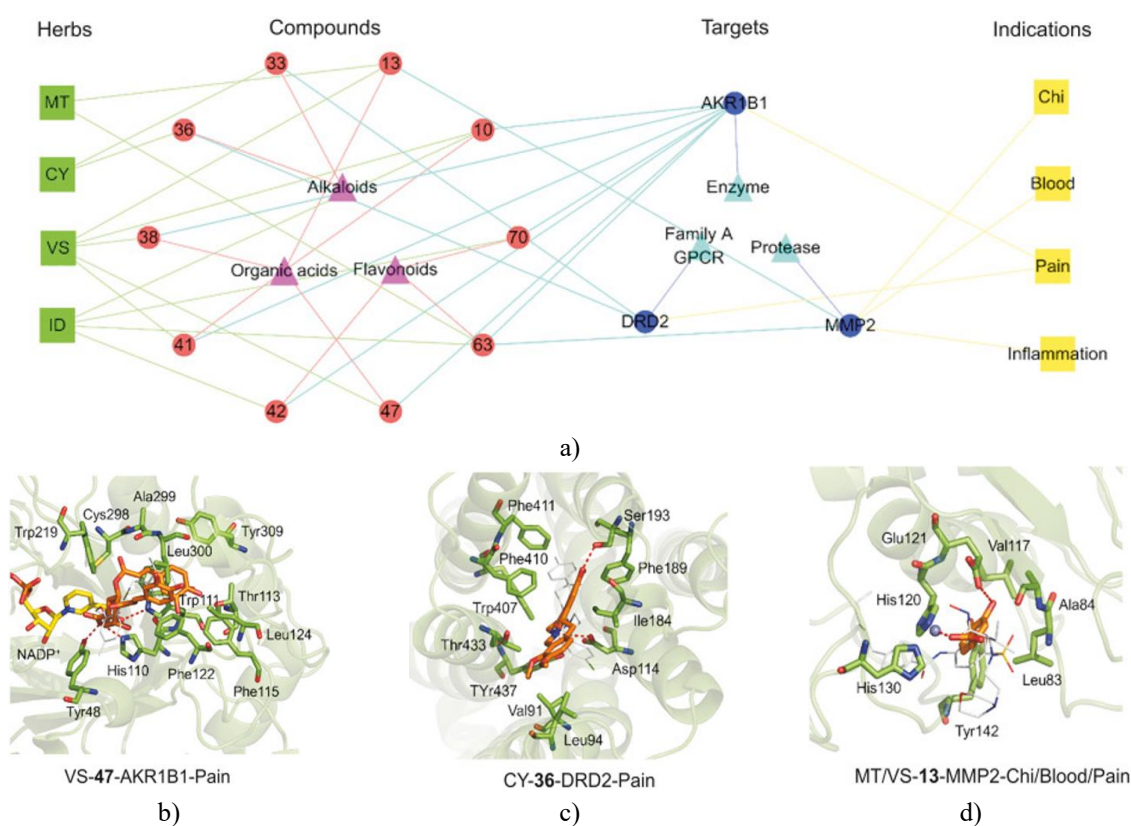 Herbs Compounds Targets Indications
33 13
MT AKR1B1 Chi
36 10
CY Alkaloids Enzyme Blood
VS 38 70 Family A
GPCR Protease
Organic acids Flavonoids Pain
ID DRD2 MMP2
41 63 Inflammation
42 47
a)
Ala299
Cys298
Trp219 Tyr309
Leu300
Trp111 Thr113
Leu124
NADP+
His110 Phe122
Phe115
Tyr48
VS-47-AKR1B1-Pain
b)
Phe411 Ser193
Phe410 Phe189
Trp407 Ile184
Thr433
Asp114
TYr437
Val91
Leu94
CY-36-DRD2-Pain
c)
Glu121 Val117
His120 Ala84
His130 Leu83
Tyr142
MT/VS-13-MMP2-Chi/Blood/Pain
d)